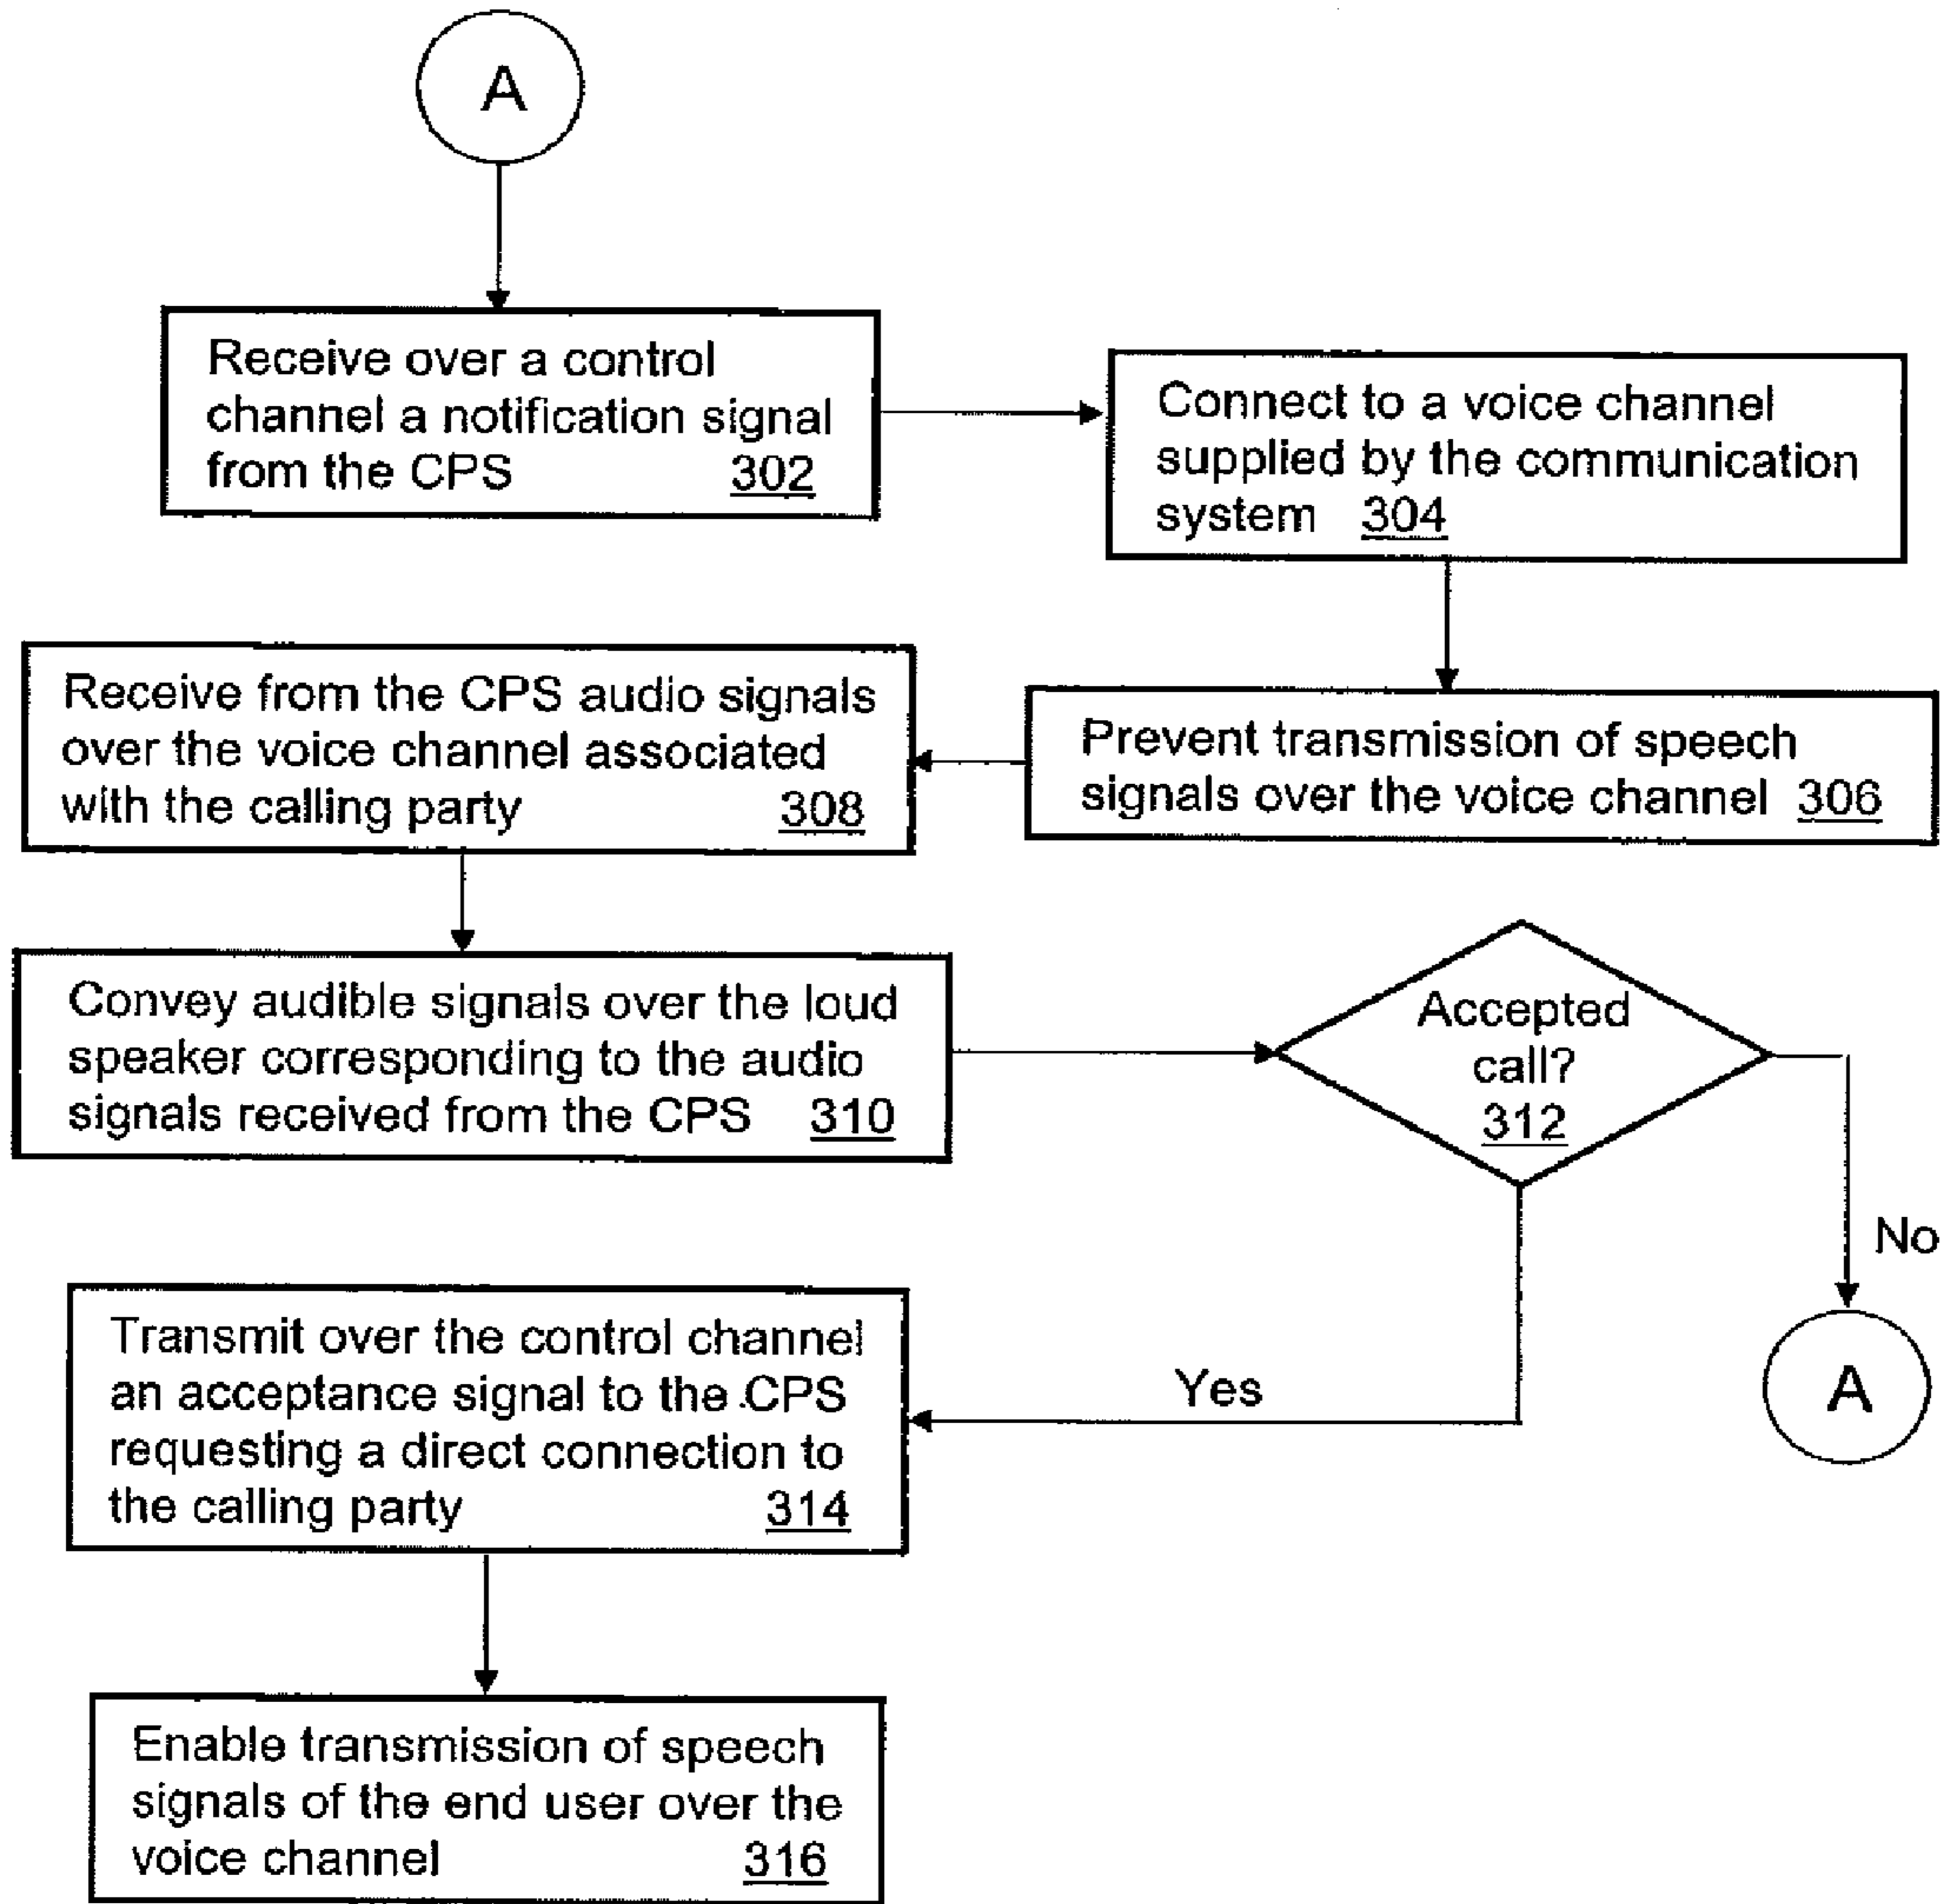 A
Receive over a control
channel a notification signal
from the CPS 302
Connect to a voice channel
supplied by the communication
system 304
Prevent transmission of speech
signals over the voice channel 306
Receive from the CPS audio signals
over the voice channel associated
with the calling party 308
Convey audible signals over the loud
speaker corresponding to the audio
signals received from the CPS 310
Accepted
call?
312
No
A
Yes
Transmit over the control channel
an acceptance signal to the CPS
requesting a direct connection to
the calling party 314
Enable transmission of speech
signals of the end user over the
voice channel 316